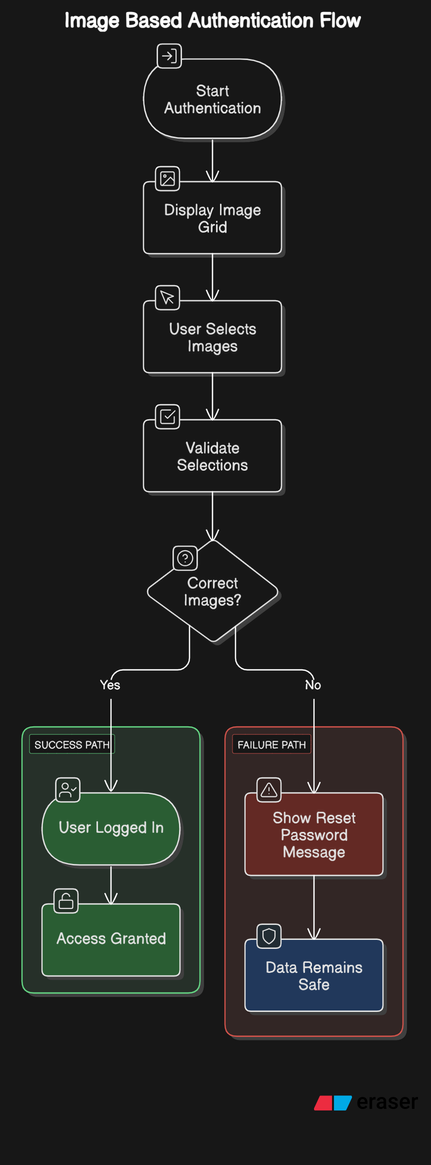 Image Based Authentication Flow
Start
Authentication
Display Image
Grid
User Selects
Images
Validate
Selections
Correct
Images?
Yes
No
SUCCESS PATH
FAILURE PATH
User Logged In
Show Reset
Password
Message
Access Granted
Data Remains
Safe
eraser